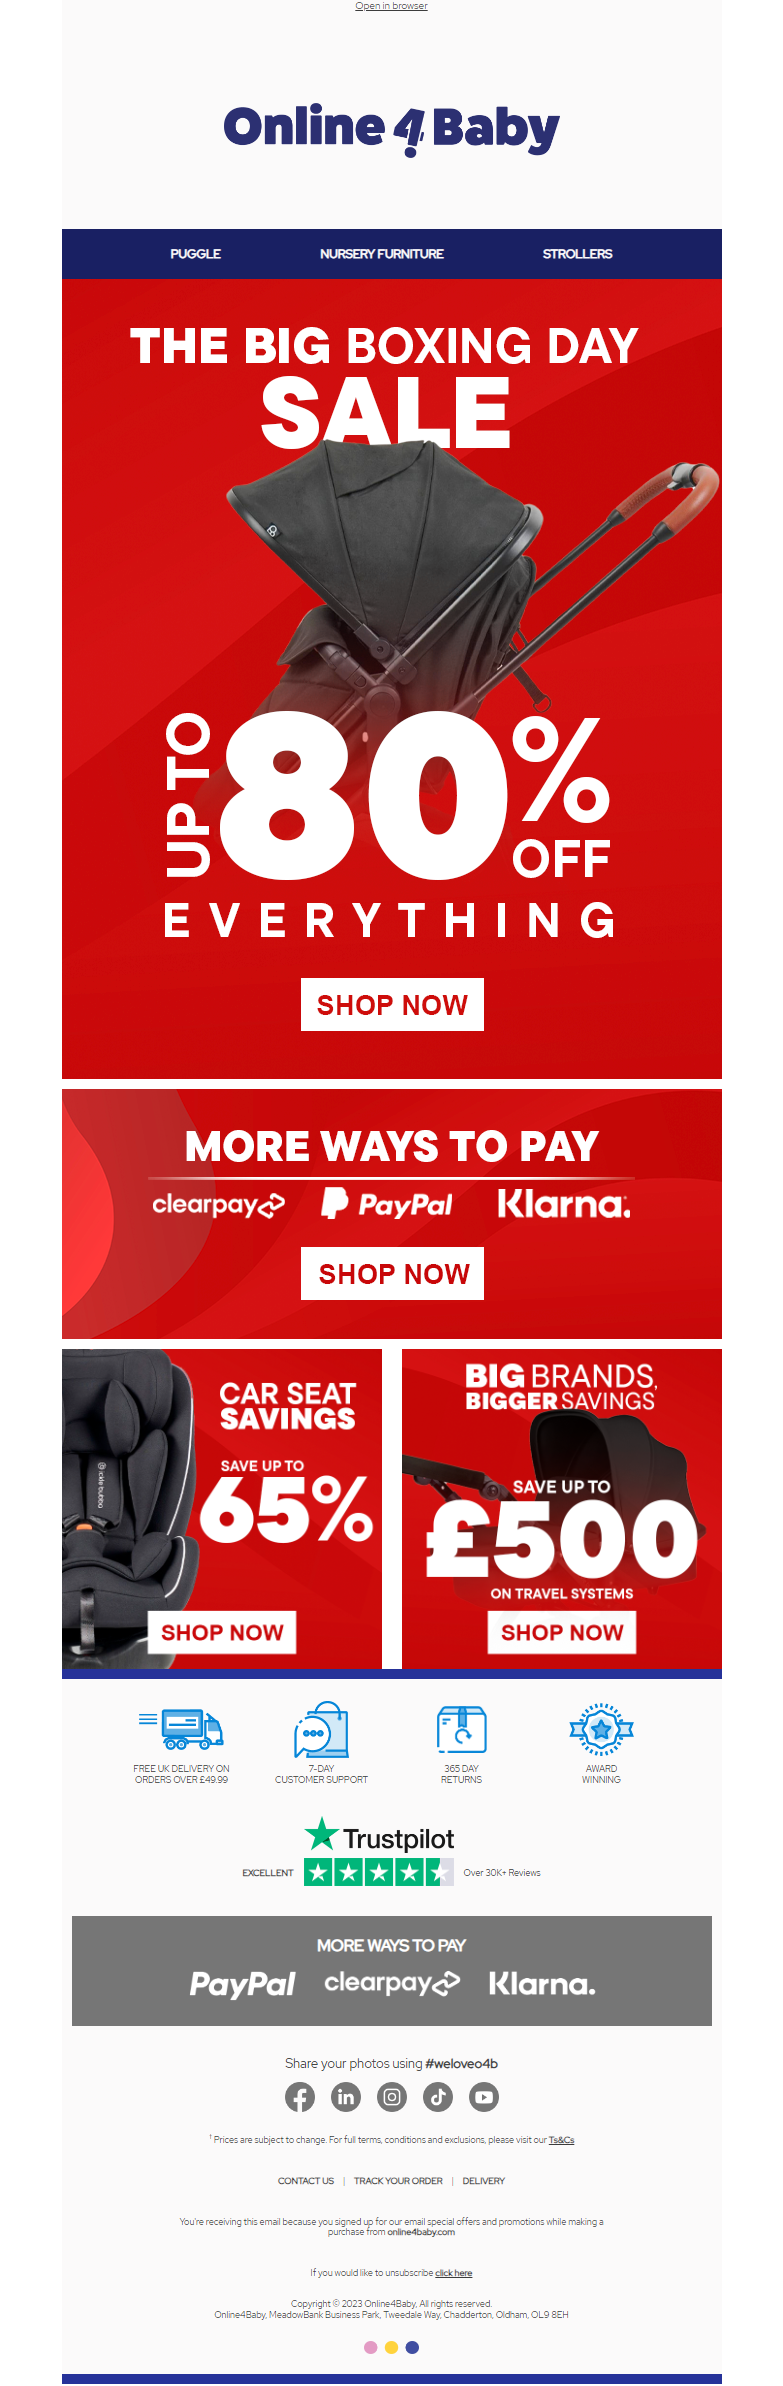 Open in browser
Online4Baby
PUGGLE NURSERY FURNITURE STROLLERS
THE BIG BOXING DAY
SALE
UP TO 80% OFF
EVERYTHING
SHOP NOW
MORE WAYS TO PAY
clearpay PayPal Klarna.
SHOP NOW
CAR SEAT
SAVINGS
SAVE UP TO
65%
SHOP NOW
BIG BRANDS,
BIGGER SAVINGS
SAVE UP TO
£500
ON TRAVEL SYSTEMS
SHOP NOW
FREE UK DELIVERY ON
ORDERS OVER £49.99
7-DAY
CUSTOMER SUPPORT
365 DAY
RETURNS
AWARD
WINNING
Trustpilot
EXCELLENT Over 30K+ Reviews
MORE WAYS TO PAY
PayPal clearpay Klarna.
Share your photos using #weloveo4b
† Prices are subject to change. For full terms, conditions and exclusions, please visit our Ts&Cs
CONTACT US | TRACK YOUR ORDER | DELIVERY
You're receiving this email because you signed up for our email special offers and promotions while making a
purchase from online4baby.com
If you would like to unsubscribe click here
Copyright © 2023 Online4Baby, All rights reserved.
Online4Baby, MeadowBank Business Park, Tweedale Way, Chadderton, Oldham, OL9 8EH